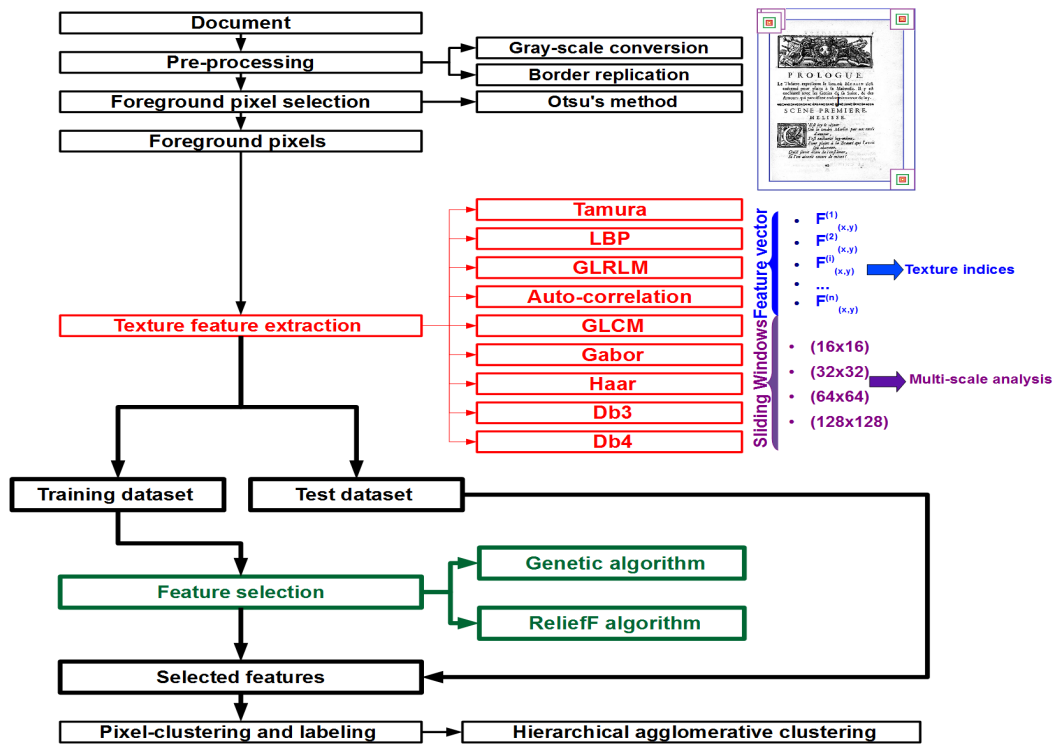 Document
Pre-processing
Gray-scale conversion
Border replication
Foreground pixel selection
Otsu's method
Foreground pixels
PROLOGUE
SCENE PREMIERE.
MELISSE.
Texture feature extraction
Tamura
LBP
GLRLM
Auto-correlation
GLCM
Gabor
Haar
Db3
Db4
Feature vector
• F(1)(x,y)
• F(2)(x,y)
• F(i)(x,y)
• ...
• F(n)(x,y)
Texture indices
Sliding Windows
• (16x16)
• (32x32)
• (64x64)
• (128x128)
Multi-scale analysis
Training dataset
Test dataset
Feature selection
Genetic algorithm
ReliefF algorithm
Selected features
Pixel-clustering and labeling
Hierarchical agglomerative clustering